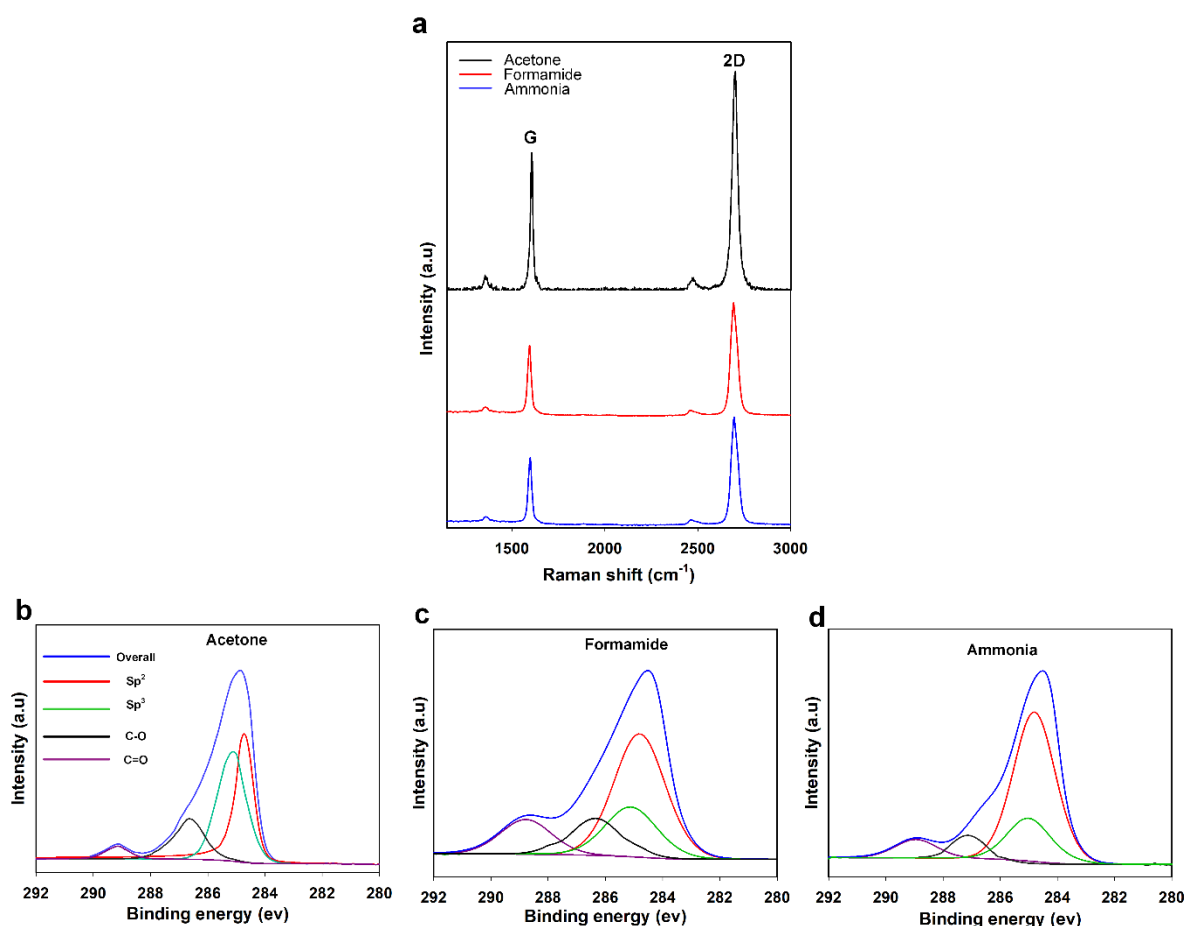 a
Acetone
Formamide
Ammonia
G
2D
Intensity (a.u)
1500 2000 2500 3000
Raman shift (cm⁻¹)
b
Acetone
Overall
Sp²
Sp³
C-O
C=O
Intensity (a.u)
292 290 288 286 284 282 280
Binding energy (ev)
c
Formamide
Intensity (a.u)
292 290 288 286 284 282 280
Binding energy (ev)
d
Ammonia
Intensity (a.u)
292 290 288 286 284 282 280
Binding energy (ev)